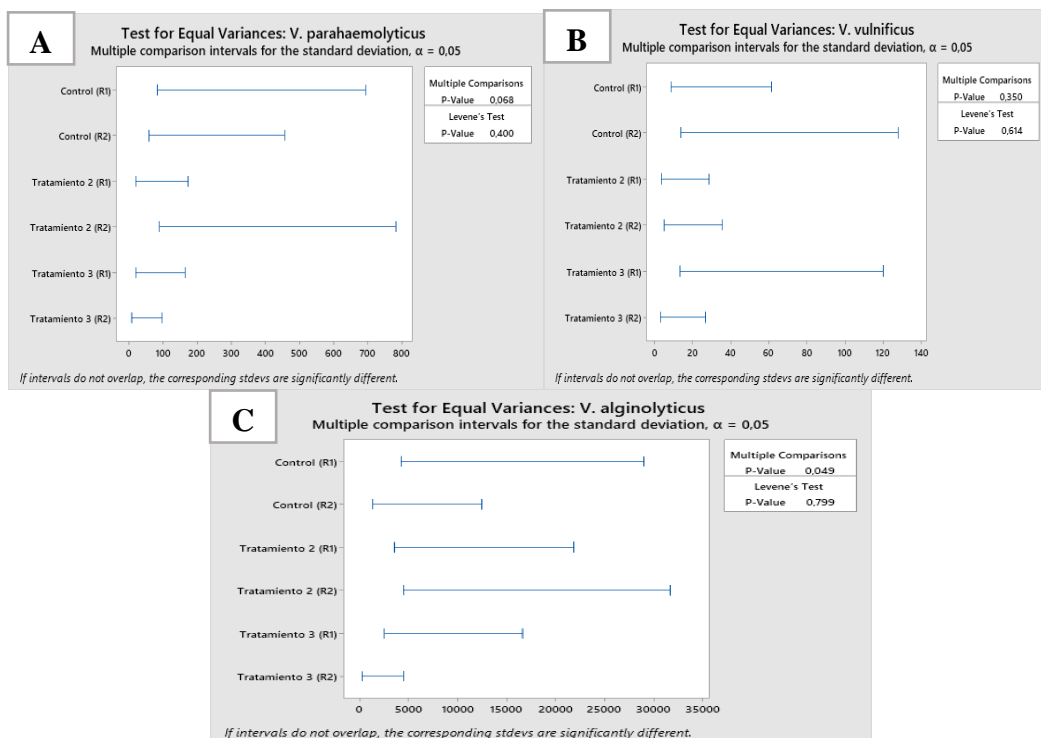 A
Test for Equal Variances: V. parahaemolyticus
Multiple comparison intervals for the standard deviation, α = 0,05
Control (R1)
Control (R2)
Tratamiento 2 (R1)
Tratamiento 2 (R2)
Tratamiento 3 (R1)
Tratamiento 3 (R2)
0 100 200 300 400 500 600 700 800
Multiple Comparisons
P-Value 0,068
Levene's Test
P-Value 0,400
If intervals do not overlap, the corresponding stdevs are significantly different.
B
Test for Equal Variances: V. vulnificus
Multiple comparison intervals for the standard deviation, α = 0,05
Control (R1)
Control (R2)
Tratamiento 2 (R1)
Tratamiento 2 (R2)
Tratamiento 3 (R1)
Tratamiento 3 (R2)
0 20 40 60 80 100 120 140
Multiple Comparisons
P-Value 0,350
Levene's Test
P-Value 0,614
If intervals do not overlap, the corresponding stdevs are significantly different.
C
Test for Equal Variances: V. alginolyticus
Multiple comparison intervals for the standard deviation, α = 0,05
Control (R1)
Control (R2)
Tratamiento 2 (R1)
Tratamiento 2 (R2)
Tratamiento 3 (R1)
Tratamiento 3 (R2)
0 5000 10000 15000 20000 25000 30000 35000
Multiple Comparisons
P-Value 0,049
Levene's Test
P-Value 0,799
If intervals do not overlap, the corresponding stdevs are significantly different.